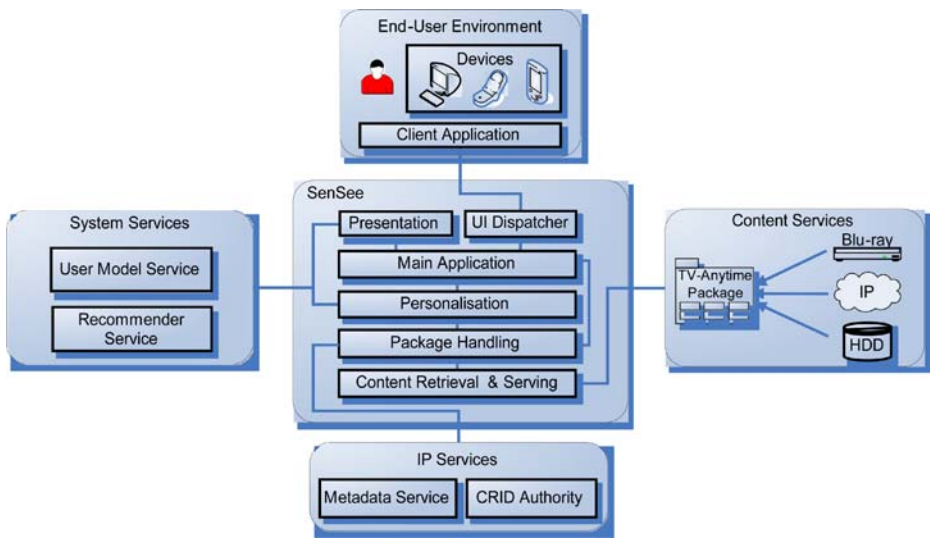 End-User Environment
Devices
Client Application
SenSee
Presentation
UI Dispatcher
Main Application
Personalisation
Package Handling
Content Retrieval & Serving
System Services
User Model Service
Recommender
Service
Content Services
TV-Anytime
Package
Blu-ray
IP
HDD
IP Services
Metadata Service
CRID Authority